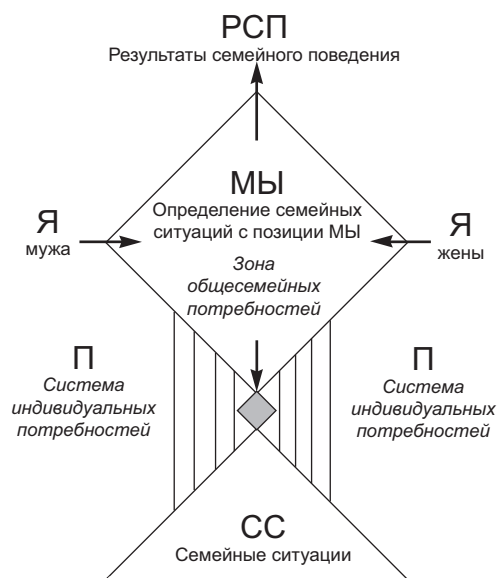 РСП
Результаты семейного поведения
МЫ
Определение семейных
ситуаций с позиции МЫ
Я
мужа
Я
жены
Зона
общесемейных
потребностей
П
Система
индивидуальных
потребностей
П
Система
индивидуальных
потребностей
СС
Семейные ситуации